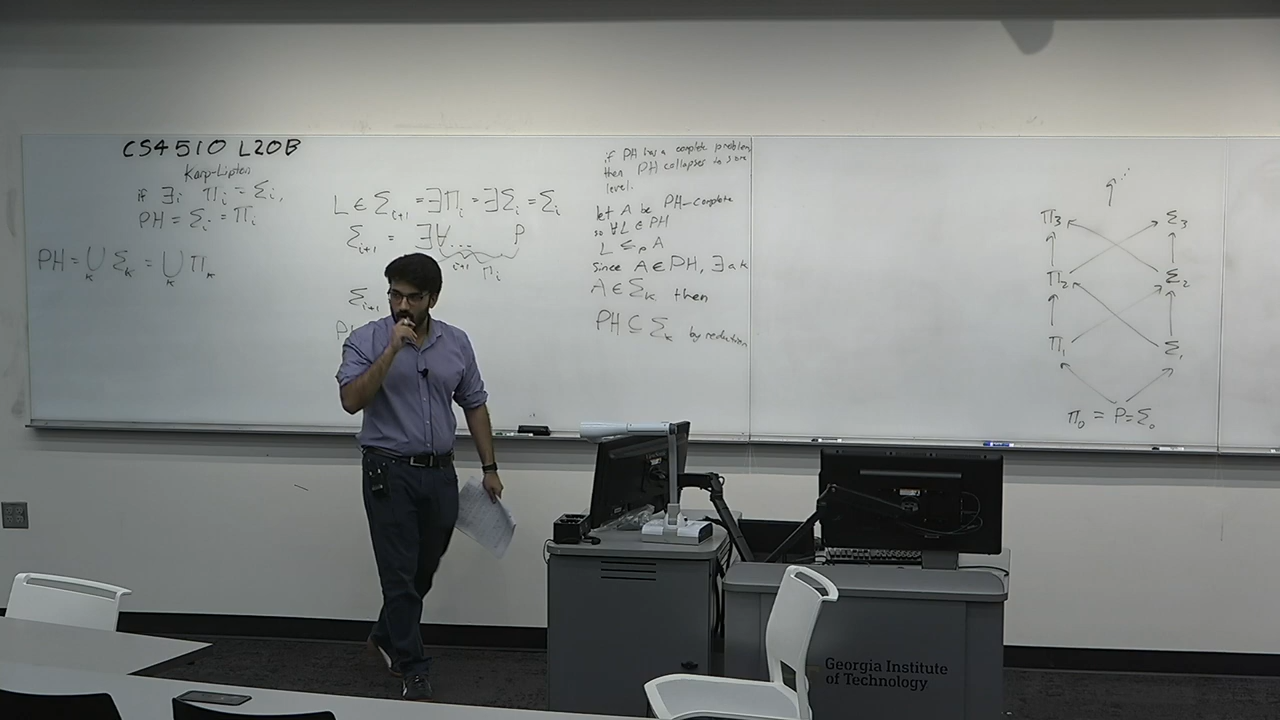 CS4510 L20B
Karp-Lipton
if ∃i Πi = Σi,
PH = Σi = Πi
PH = ⋃k Σk = ⋃k Πk
L ∈ Σi+1 = ∃Πi = ∃Σi = Σi
Σi+1 = ∃∀... P
i+1 Πi
Σi+1
if PH has a complete problem
then PH collapses to some
level.
let A be PH-complete
so ∀L ∈ PH
L ≤p A
Since A ∈ PH, ∃ a k
A ∈ Σk then
PH ⊆ Σk by reduction
Π3 Σ3
Π2 Σ2
Π1 Σ1
Π0 = P = Σ0
Georgia Institute
of Technology